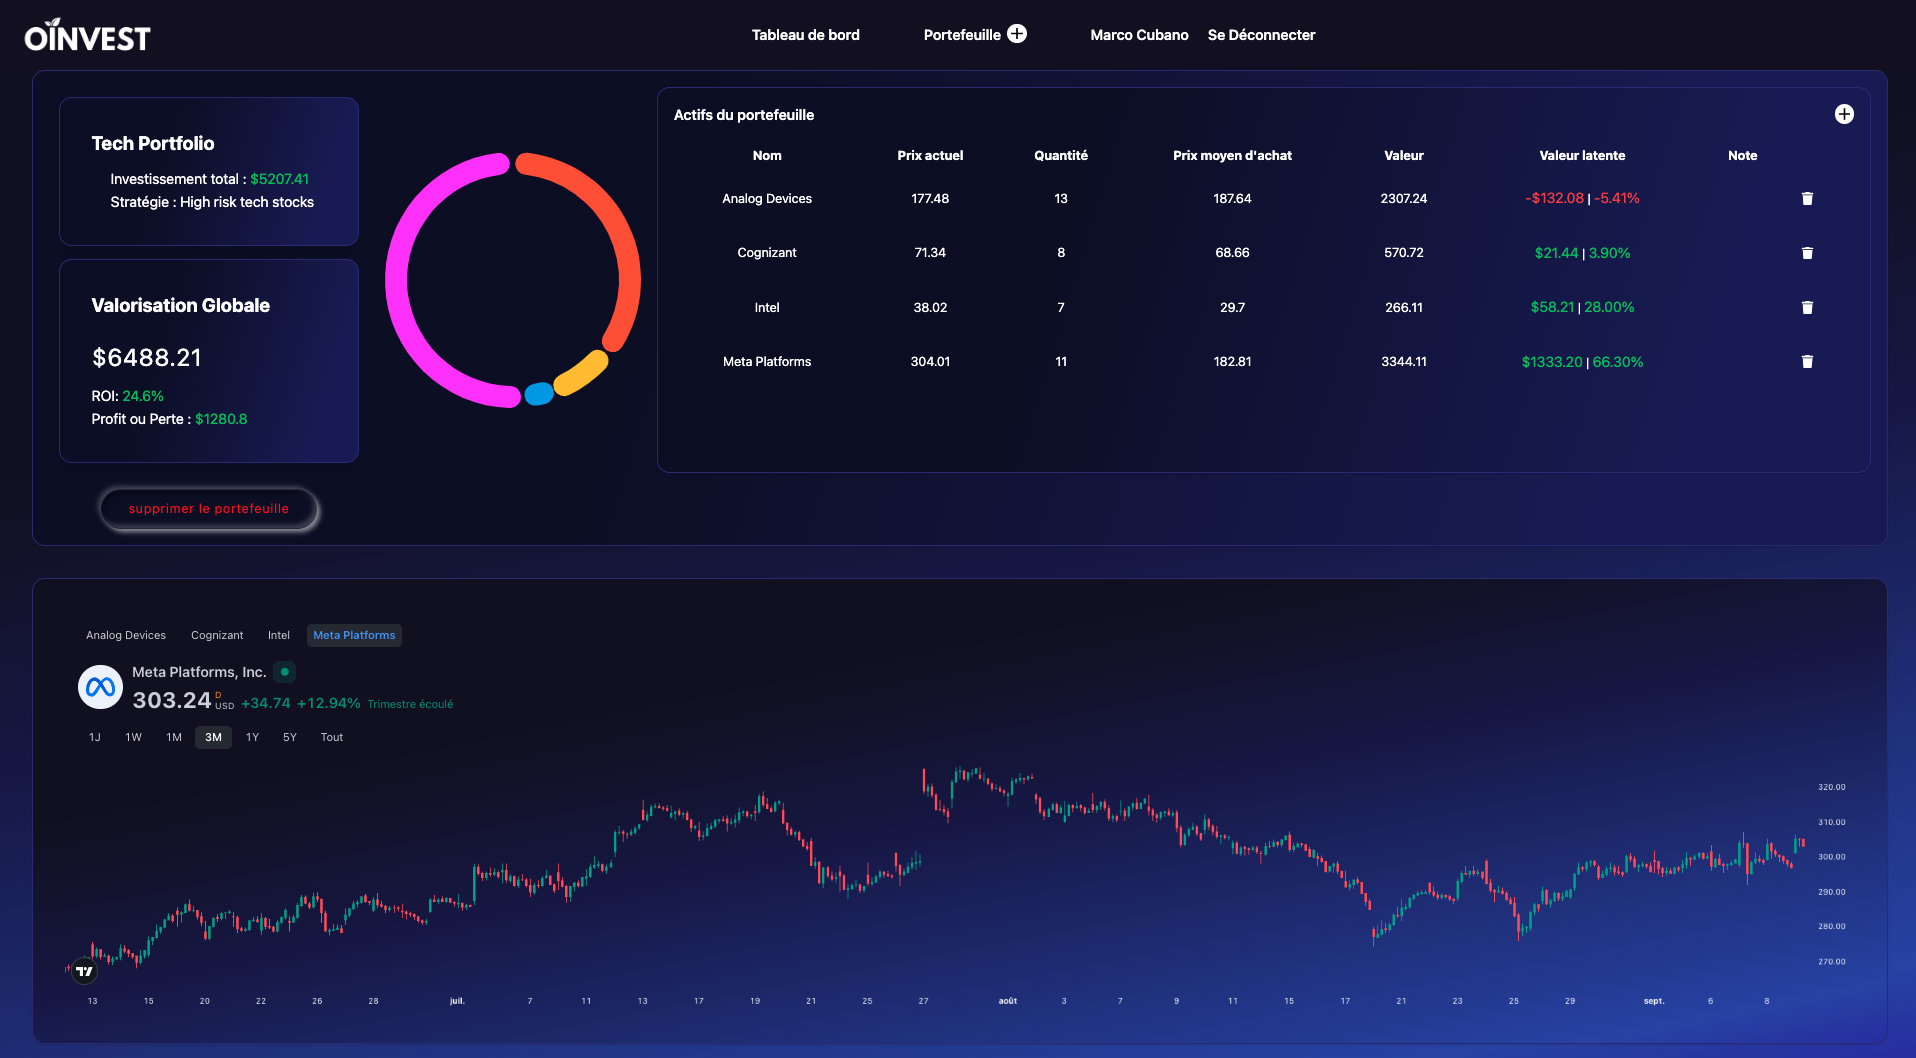 OINVEST
Tableau de bord Portefeuille Marco Cubano Se Déconnecter
Tech Portfolio
Investissement total : $5207.41
Stratégie : High risk tech stocks
Valorisation Globale
$6488.21
ROI: 24.6%
Profit ou Perte : $1280.8
supprimer le portefeuille
Actifs du portefeuille
Nom Prix actuel Quantité Prix moyen d'achat Valeur Valeur latente Note
Analog Devices 177.48 13 187.64 2307.24 -$132.08 | -5.41%
Cognizant 71.34 8 68.66 570.72 $21.44 | 3.90%
Intel 38.02 7 29.7 266.11 $58.21 | 28.00%
Meta Platforms 304.01 11 182.81 3344.11 $1333.20 | 66.30%
Analog Devices Cognizant Intel Meta Platforms
Meta Platforms, Inc.
303.24 D USD +34.74 +12.94% Trimestre écoulé
1J 1W 1M 3M 1Y 5Y Tout
320.00
310.00
300.00
290.00
280.00
270.00
13 15 20 22 26 28 juil. 7 11 13 17 19 21 25 27 août 3 7 9 11 15 17 21 23 25 29 sept. 6 8